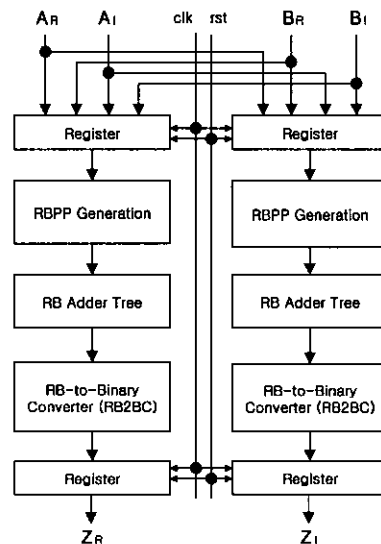 AR AI clk rst BR BI
Register Register
RBPP Generation RBPP Generation
RB Adder Tree RB Adder Tree
RB-to-Binary RB-to-Binary
Converter (RB2BC) Converter (RB2BC)
Register Register
ZR ZI